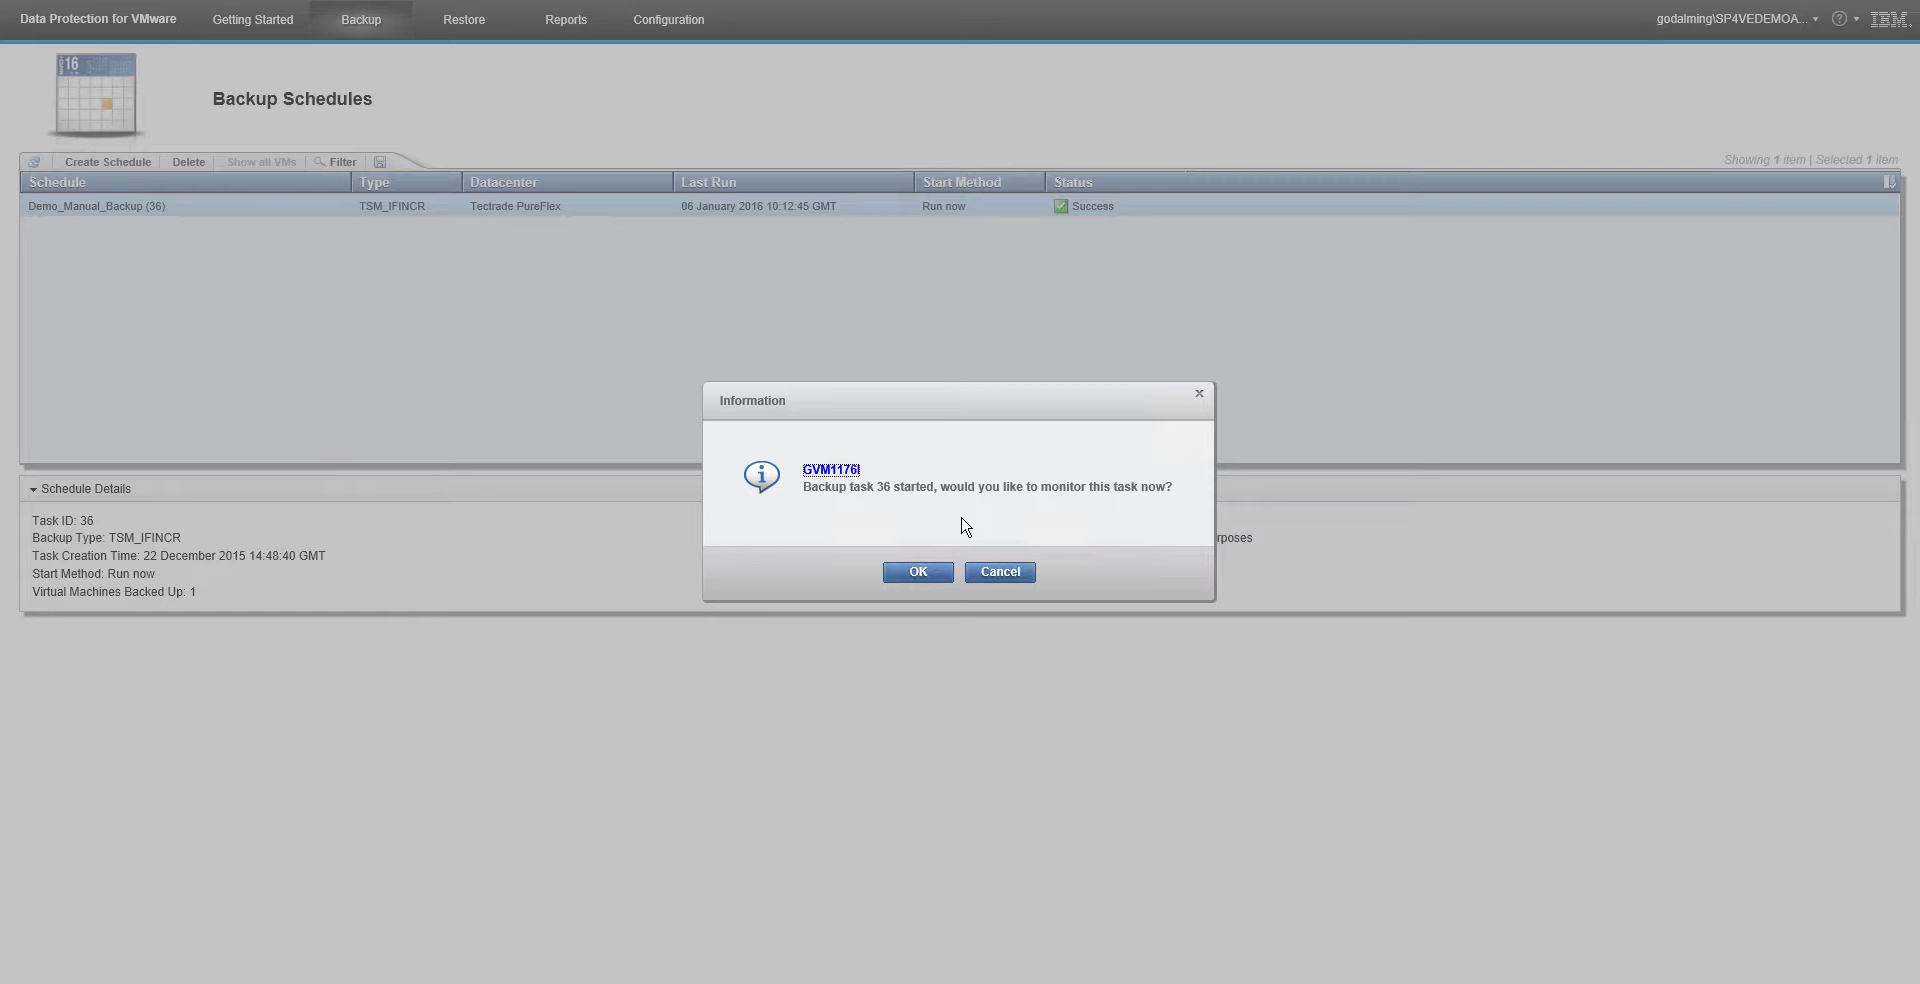 Data Protection for VMware Getting Started Backup Restore Reports Configuration godalming\SP4VEDEMOA... ? IBM.
16
Backup Schedules
Create Schedule Delete Show all VMs Filter Showing 1 item | Selected 1 item
Schedule Type Datacenter Last Run Start Method Status
Demo_Manual_Backup (36) TSM_IFINCR Tectrade PureFlex 06 January 2016 10:12:45 GMT Run now Success
Information x
GVM1176I
Backup task 36 started, would you like to monitor this task now?
OK Cancel
Schedule Details
Task ID: 36
Backup Type: TSM_IFINCR rposes
Task Creation Time: 22 December 2015 14:48:40 GMT
Start Method: Run now
Virtual Machines Backed Up: 1